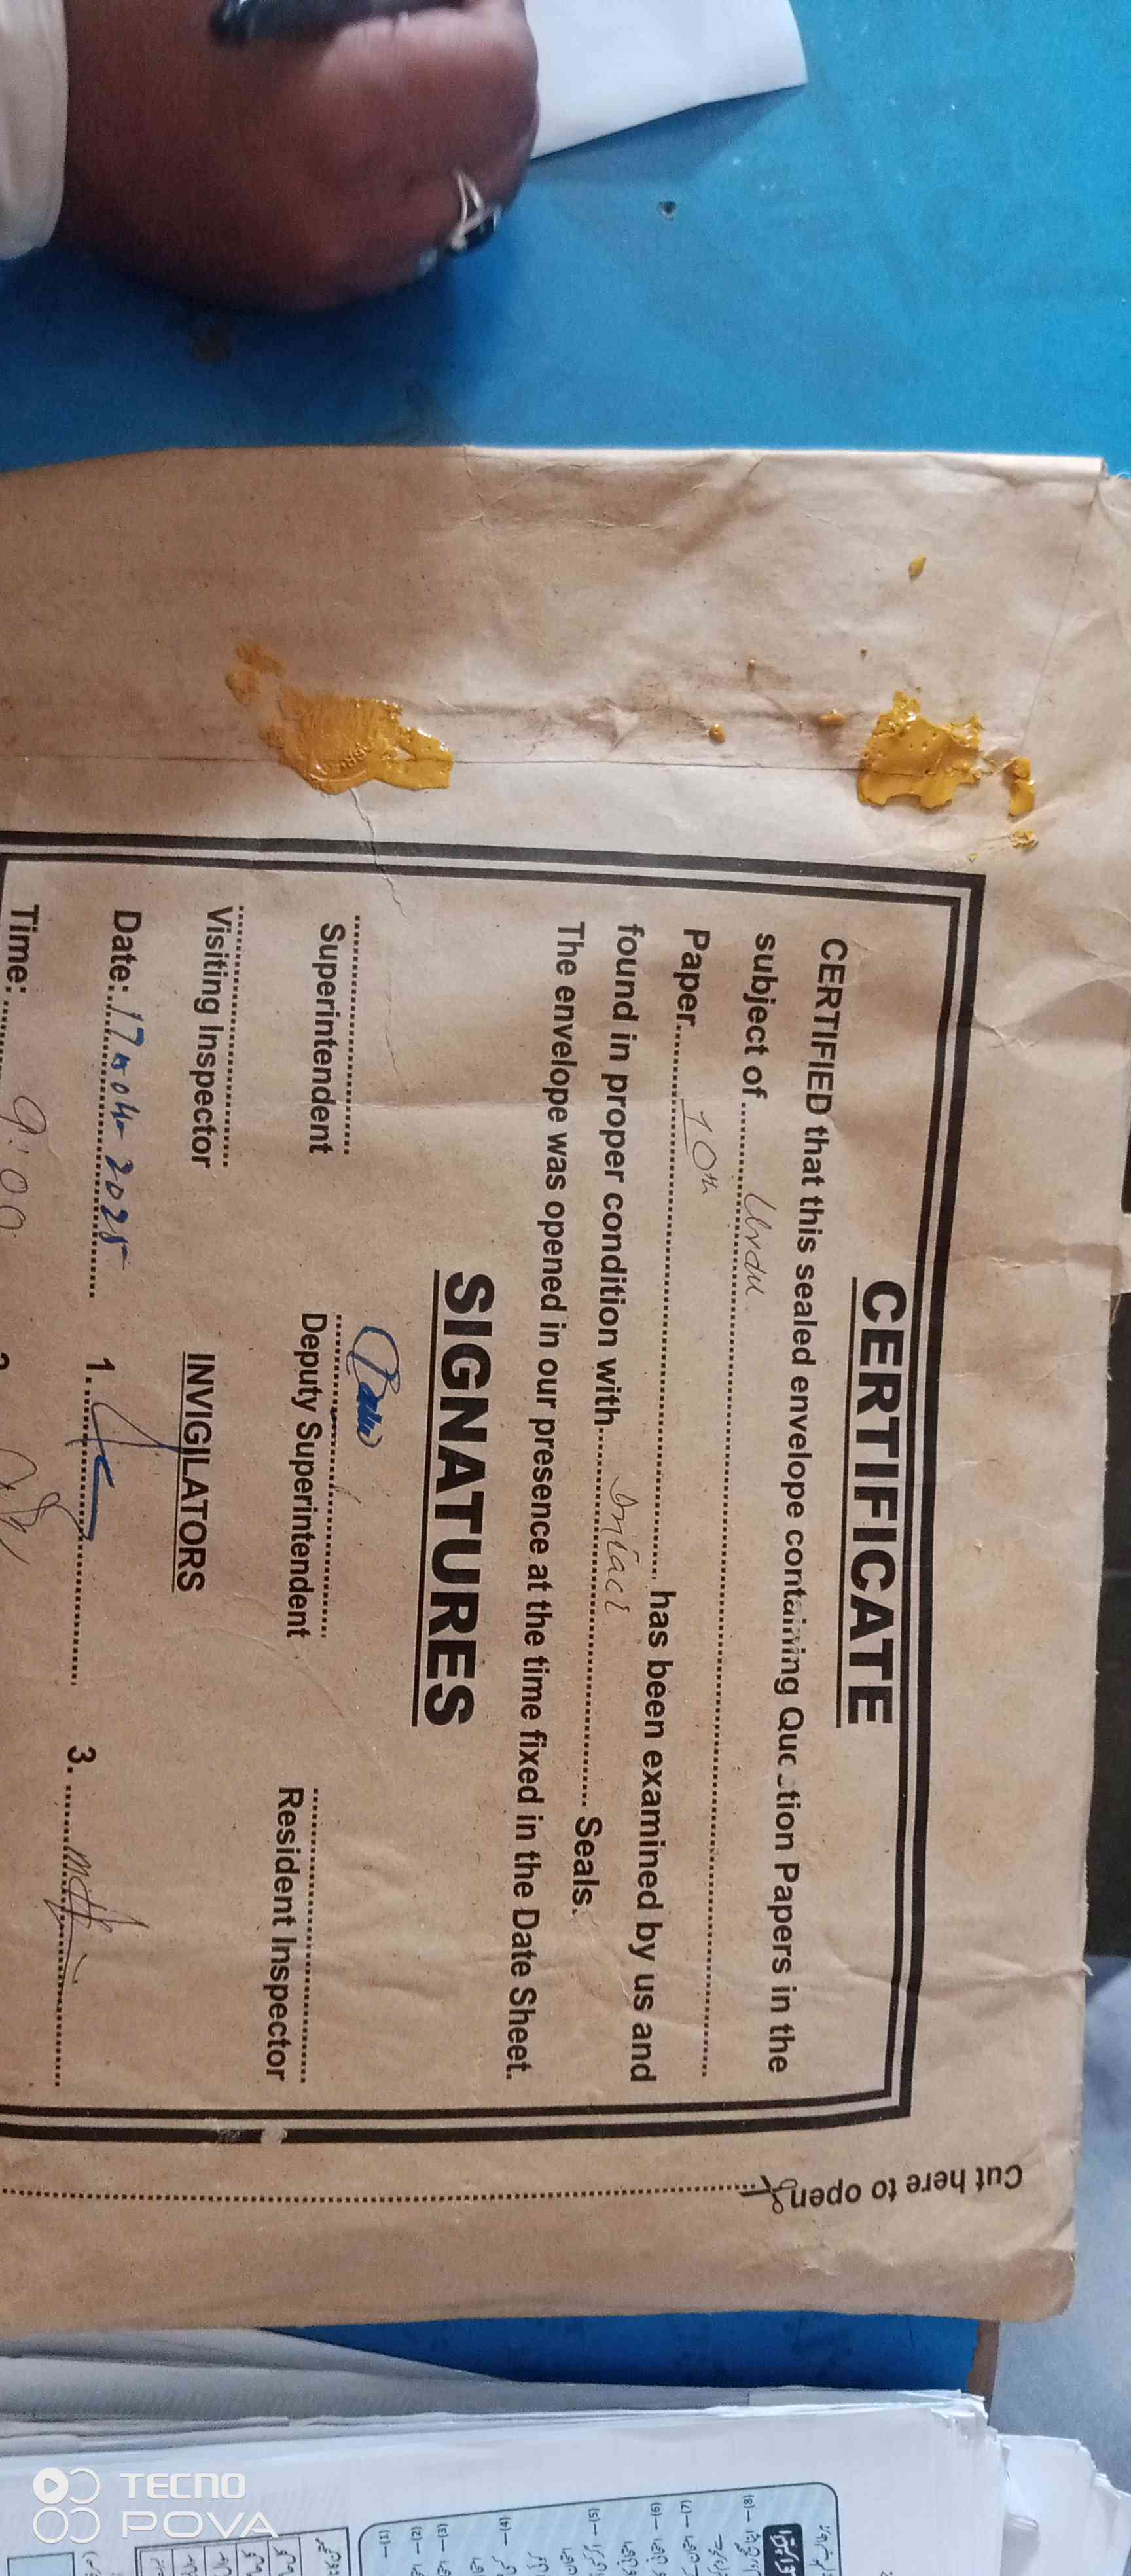 CERTIFICATE
CERTIFIED that this sealed envelope containing Question Papers in the
subject of Urdu
Paper 10th has been examined by us and
found in proper condition with Intact Seals.
The envelope was opened in our presence at the time fixed in the Date Sheet.
SIGNATURES
Superintendent Deputy Superintendent Resident Inspector
Visiting Inspector INVIGILATORS
Date: 17 04 2025 1. 3.
Time: 9:00
Cut here to open
TECNO
POVA